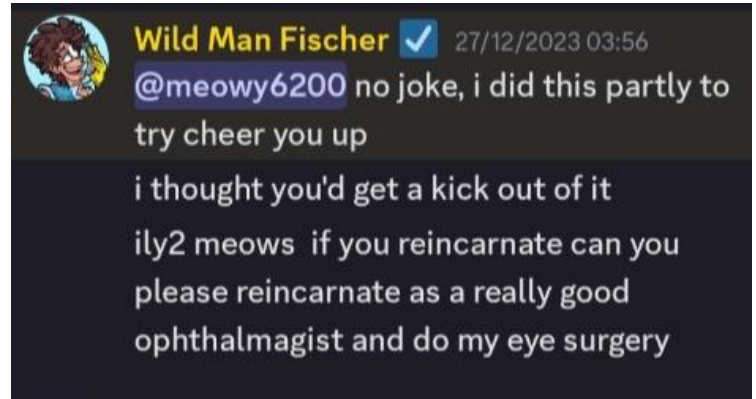 Wild Man Fischer 27/12/2023 03:56
@meowy6200 no joke, i did this partly to
try cheer you up
i thought you'd get a kick out of it
ily2 meows if you reincarnate can you
please reincarnate as a really good
ophthalmagist and do my eye surgery